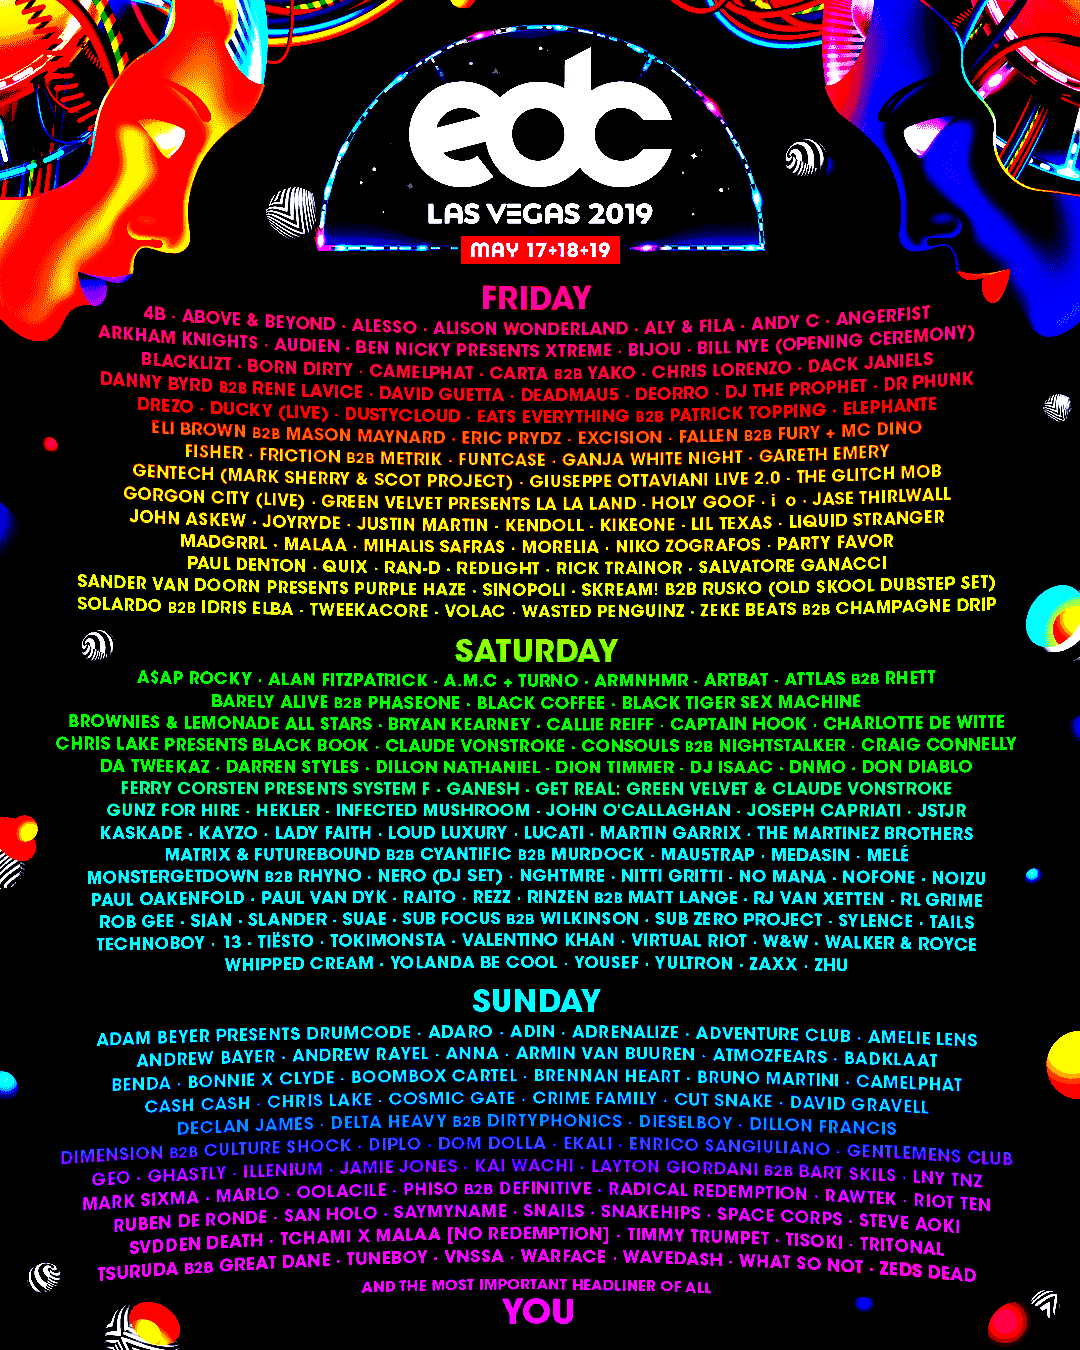 edc
LAS VEGAS 2019
MAY 17+18+19
FRIDAY
4B · ABOVE & BEYOND · ALESSO · ALISON WONDERLAND · ALY & FILA · ANDY C · ANGERFIST
ARKHAM KNIGHTS · AUDIEN · BEN NICKY PRESENTS XTREME · BIJOU · BILL NYE (OPENING CEREMONY)
BLACKLIZT · BORN DIRTY · CAMELPHAT · CARTA B2B YAKO · CHRIS LORENZO · DACK JANIELS
DANNY BYRD B2B RENE LAVICE · DAVID GUETTA · DEADMAU5 · DEORRO · DJ THE PROPHET · DR PHUNK
DREZO · DUCKY (LIVE) · DUSTYCLOUD · EATS EVERYTHING B2B PATRICK TOPPING · ELEPHANTE
ELI BROWN B2B MASON MAYNARD · ERIC PRYDZ · EXCISION · FALLEN B2B FURY + MC DINO
FISHER · FRICTION B2B METRIK · FUNTCASE · GANJA WHITE NIGHT · GARETH EMERY
GENTECH (MARK SHERRY & SCOT PROJECT) · GIUSEPPE OTTAVIANI LIVE 2.0 · THE GLITCH MOB
GORGON CITY (LIVE) · GREEN VELVET PRESENTS LA LA LAND · HOLY GOOF · i o · JASE THIRLWALL
JOHN ASKEW · JOYRYDE · JUSTIN MARTIN · KENDOLL · KIKEONE · LIL TEXAS · LIQUID STRANGER
MADGRRL · MALAA · MIHALIS SAFRAS · MORELIA · NIKO ZOGRAFOS · PARTY FAVOR
PAUL DENTON · QUIX · RAN-D · REDLIGHT · RICK TRAINOR · SALVATORE GANACCI
SANDER VAN DOORN PRESENTS PURPLE HAZE · SINOPOLI · SKREAM! B2B RUSKO (OLD SKOOL DUBSTEP SET)
SOLARDO B2B IDRIS ELBA · TWEEKACORE · VOLAC · WASTED PENGUINZ · ZEKE BEATS B2B CHAMPAGNE DRIP
SATURDAY
A$AP ROCKY · ALAN FITZPATRICK · A.M.C + TURNO · ARMNHMR · ARTBAT · ATTLAS B2B RHETT
BARELY ALIVE B2B PHASEONE · BLACK COFFEE · BLACK TIGER SEX MACHINE
BROWNIES & LEMONADE ALL STARS · BRYAN KEARNEY · CALLIE REIFF · CAPTAIN HOOK · CHARLOTTE DE WITTE
CHRIS LAKE PRESENTS BLACK BOOK · CLAUDE VONSTROKE · CONSOULS B2B NIGHTSTALKER · CRAIG CONNELLY
DA TWEEKAZ · DARREN STYLES · DILLON NATHANIEL · DION TIMMER · DJ ISAAC · DNMO · DON DIABLO
FERRY CORSTEN PRESENTS SYSTEM F · GANESH · GET REAL: GREEN VELVET & CLAUDE VONSTROKE
GUNZ FOR HIRE · HEKLER · INFECTED MUSHROOM · JOHN O'CALLAGHAN · JOSEPH CAPRIATI · JSTJR
KASKADE · KAYZO · LADY FAITH · LOUD LUXURY · LUCATI · MARTIN GARRIX · THE MARTINEZ BROTHERS
MATRIX & FUTUREBOUND B2B CYANTIFIC B2B MURDOCK · MAU5TRAP · MEDASIN · MELÉ
MONSTERGETDOWN B2B RHYNO · NERO (DJ SET) · NGHTMRE · NITTI GRITTI · NO MANA · NOFONE · NOIZU
PAUL OAKENFOLD · PAUL VAN DYK · RAITO · REZZ · RINZEN B2B MATT LANGE · RJ VAN XETTEN · RL GRIME
ROB GEE · SIAN · SLANDER · SUAE · SUB FOCUS B2B WILKINSON · SUB ZERO PROJECT · SYLENCE · TAILS
TECHNOBOY · 13 · TIËSTO · TOKIMONSTA · VALENTINO KHAN · VIRTUAL RIOT · W&W · WALKER & ROYCE
WHIPPED CREAM · YOLANDA BE COOL · YOUSEF · YULTRON · ZAXX · ZHU
SUNDAY
ADAM BEYER PRESENTS DRUMCODE · ADARO · ADIN · ADRENALIZE · ADVENTURE CLUB · AMELIE LENS
ANDREW BAYER · ANDREW RAYEL · ANNA · ARMIN VAN BUUREN · ATMOZFEARS · BADKLAAT
BENDA · BONNIE X CLYDE · BOOMBOX CARTEL · BRENNAN HEART · BRUNO MARTINI · CAMELPHAT
CASH CASH · CHRIS LAKE · COSMIC GATE · CRIME FAMILY · CUT SNAKE · DAVID GRAVELL
DECLAN JAMES · DELTA HEAVY B2B DIRTYPHONICS · DIESELBOY · DILLON FRANCIS
DIMENSION B2B CULTURE SHOCK · DIPLO · DOM DOLLA · EKALI · ENRICO SANGIULIANO · GENTLEMENS CLUB
GEO · GHASTLY · ILLENIUM · JAMIE JONES · KAI WACHI · LAYTON GIORDANI B2B BART SKILS · LNY TNZ
MARK SIXMA · MARLO · OOLACILE · PHISO B2B DEFINITIVE · RADICAL REDEMPTION · RAWTEK · RIOT TEN
RUBEN DE RONDE · SAN HOLO · SAYMYNAME · SNAILS · SNAKEHIPS · SPACE CORPS · STEVE AOKI
SVDDEN DEATH · TCHAMI X MALAA [NO REDEMPTION] · TIMMY TRUMPET · TISOKI · TRITONAL
TSURUDA B2B GREAT DANE · TUNEBOY · VNSSA · WARFACE · WAVEDASH · WHAT SO NOT · ZEDS DEAD
AND THE MOST IMPORTANT HEADLINER OF ALL
YOU